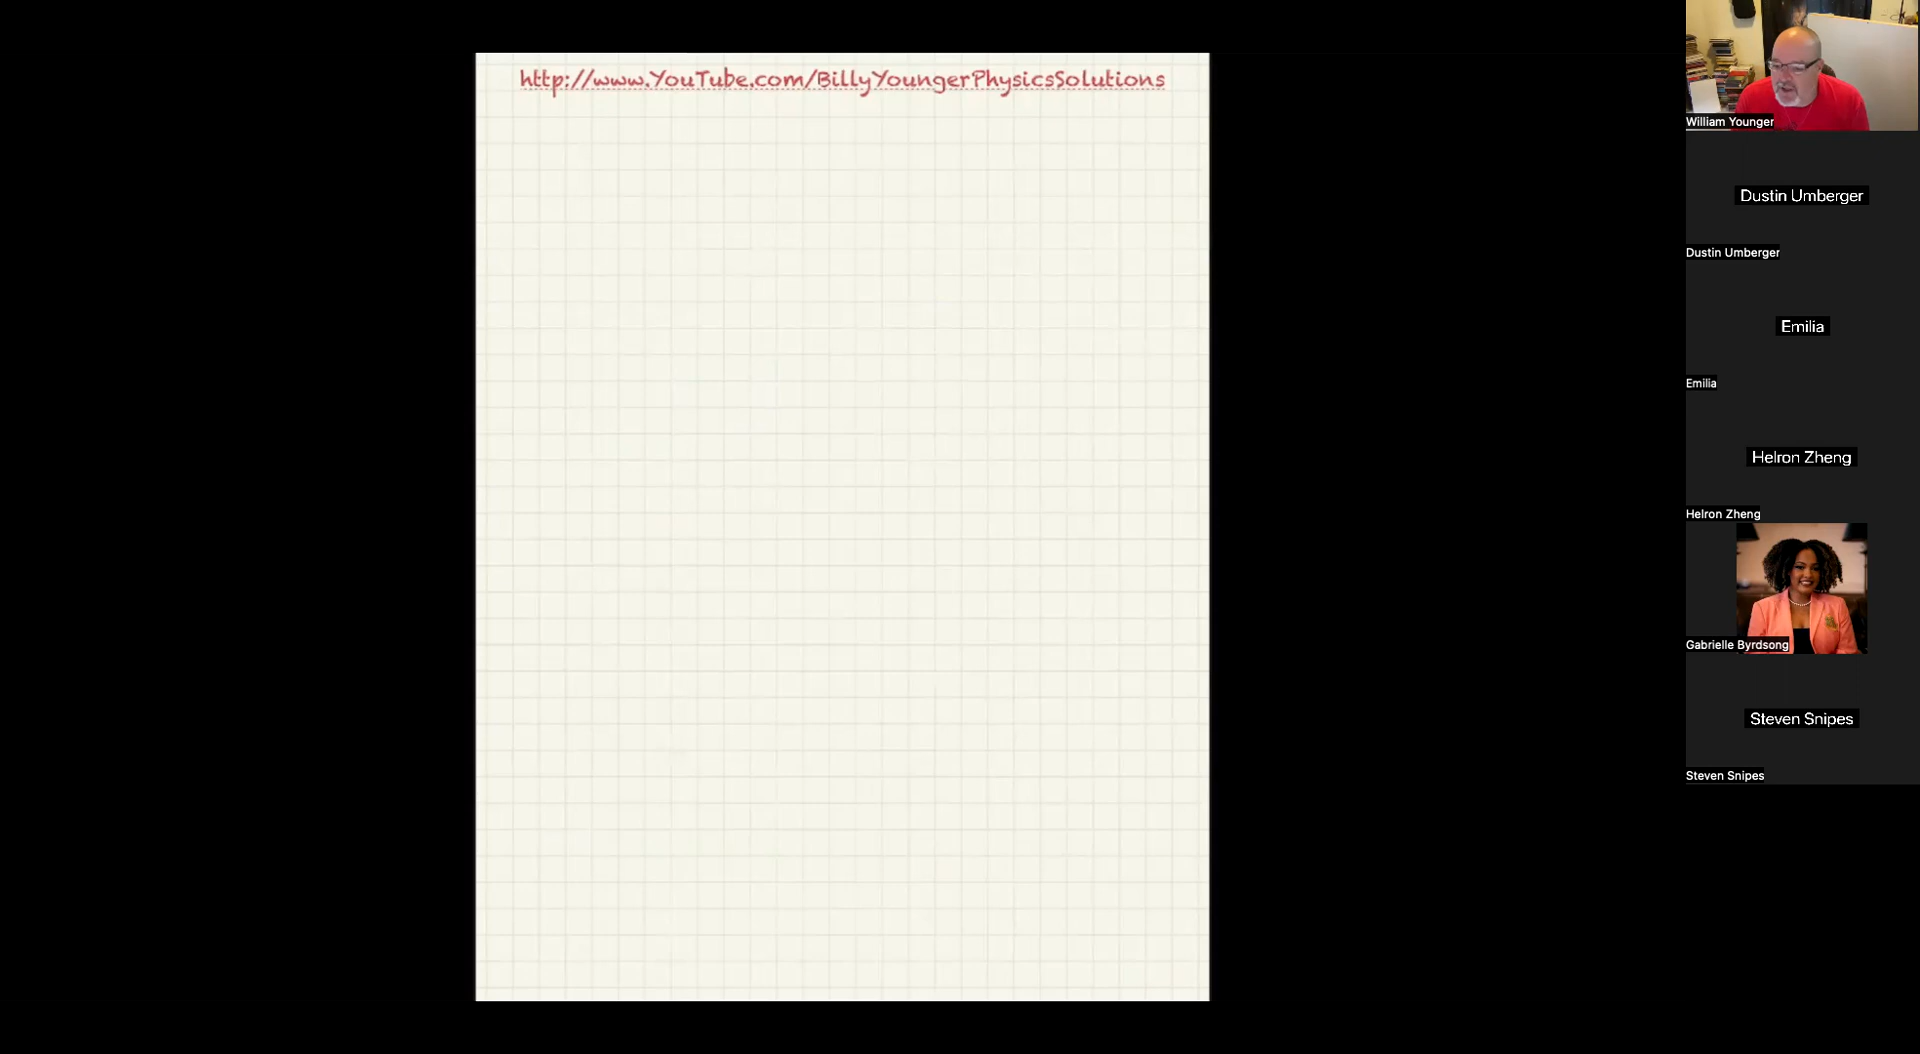 http://www.YouTube.com/BillyYoungerPhysicsSolutions
William Younger
Dustin Umberger
Dustin Umberger
Emilia
Emilia
Helron Zheng
Helron Zheng
Gabrielle Byrdsong
Steven Snipes
Steven Snipes